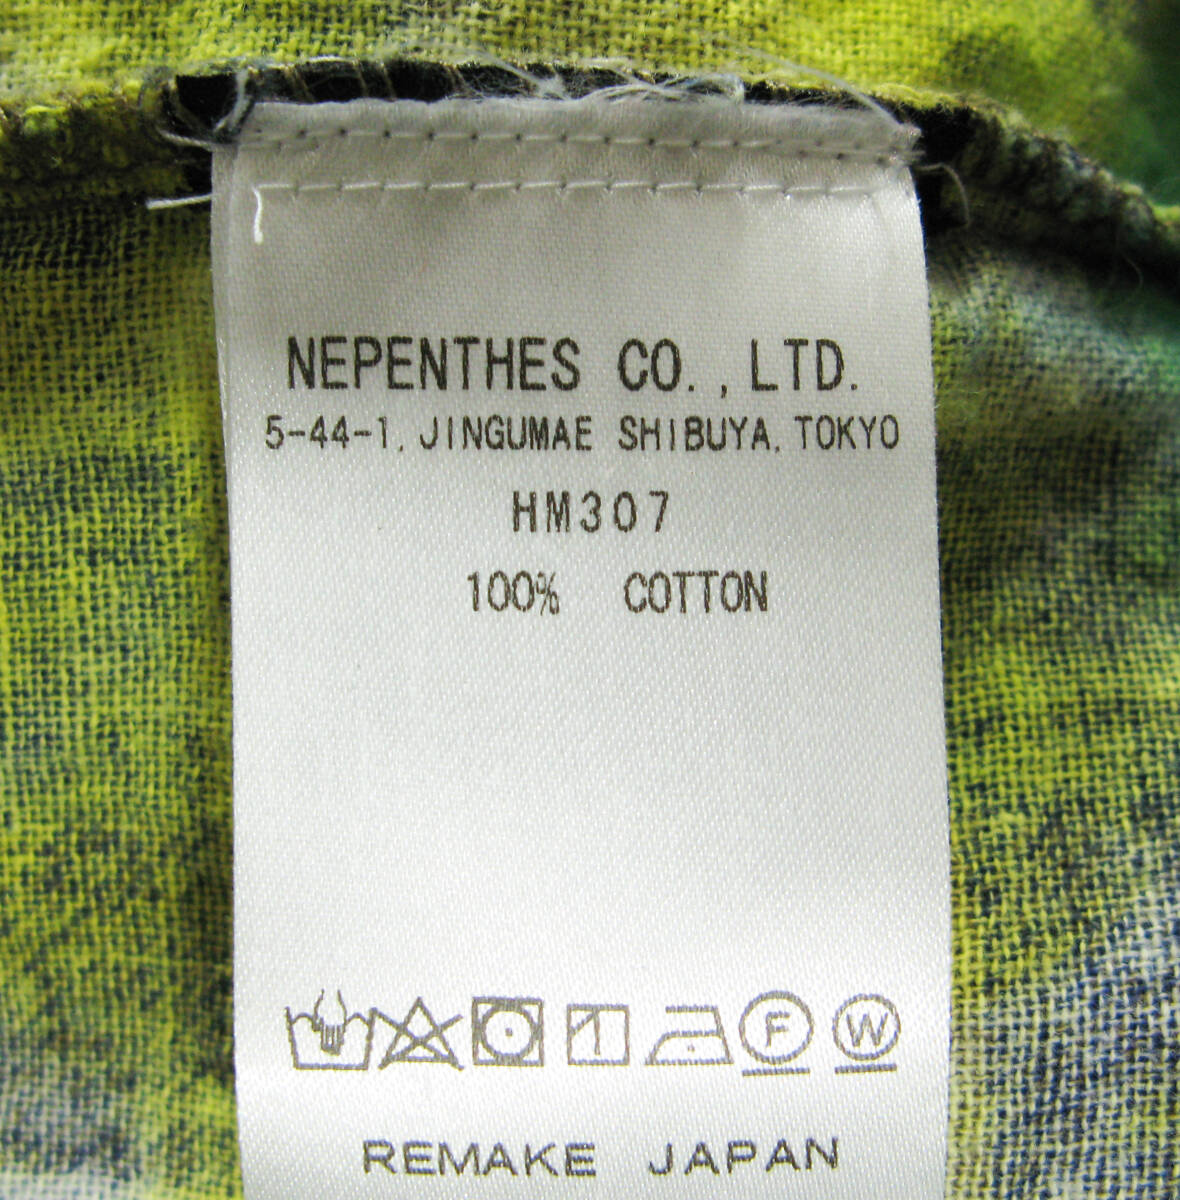 NEPENTHES CO., LTD.
5-44-1, JINGUMAE SHIBUYA, TOKYO
HM307
100% COTTON
F W
REMAKE JAPAN